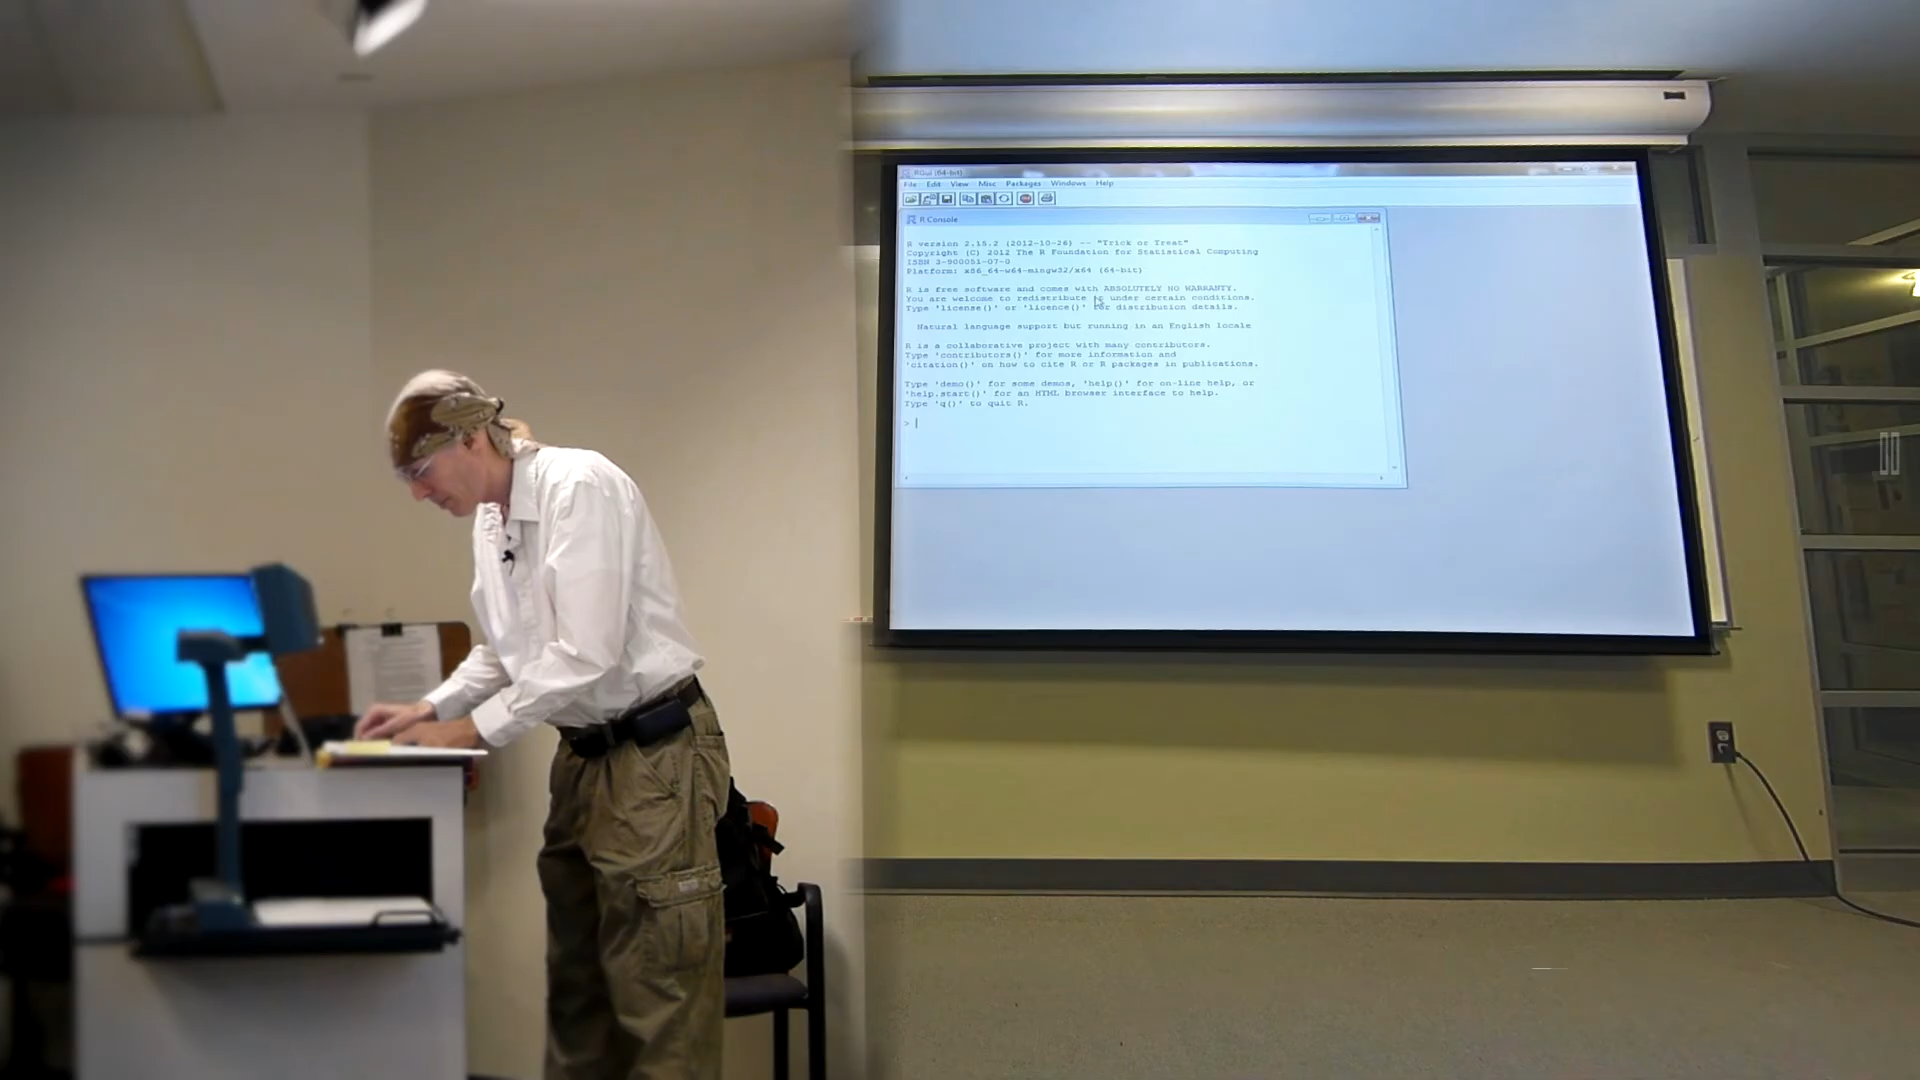 RGui (64-bit)
File Edit View Misc Packages Windows Help
R Console
R version 2.15.2 (2012-10-26) -- "Trick or Treat"
Copyright (C) 2012 The R Foundation for Statistical Computing
ISBN 3-900051-07-0
Platform: x86_64-w64-mingw32/x64 (64-bit)
R is free software and comes with ABSOLUTELY NO WARRANTY.
You are welcome to redistribute it under certain conditions.
Type 'license()' or 'licence()' for distribution details.
Natural language support but running in an English locale
R is a collaborative project with many contributors.
Type 'contributors()' for more information and
'citation()' on how to cite R or R packages in publications.
Type 'demo()' for some demos, 'help()' for on-line help, or
'help.start()' for an HTML browser interface to help.
Type 'q()' to quit R.
>